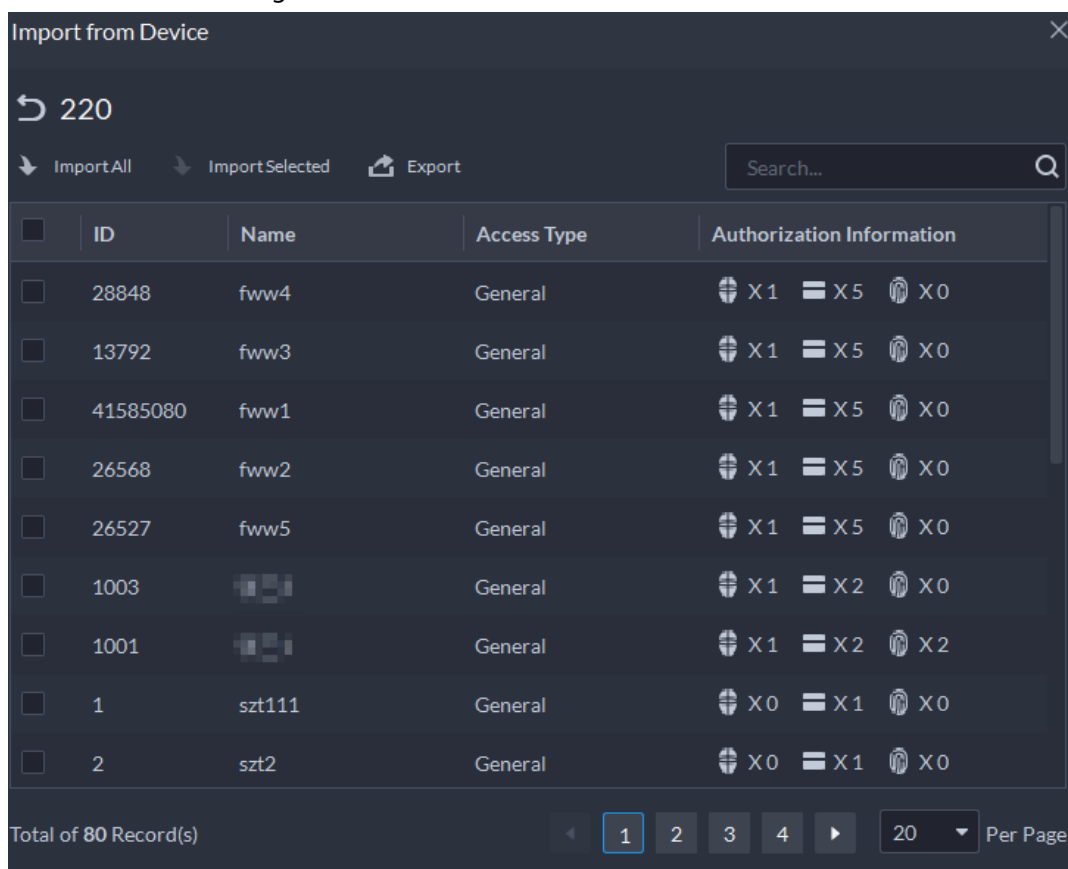 Import from Device
220
Import All Import Selected Export Search...
ID Name Access Type Authorization Information
28848 fww4 General X 1 X 5 X 0
13792 fww3 General X 1 X 5 X 0
41585080 fww1 General X 1 X 5 X 0
26568 fww2 General X 1 X 5 X 0
26527 fww5 General X 1 X 5 X 0
1003 General X 1 X 2 X 0
1001 General X 1 X 2 X 2
1 szt111 General X 0 X 1 X 0
2 szt2 General X 0 X 1 X 0
Total of 80 Record(s) 1 2 3 4 20 Per Page